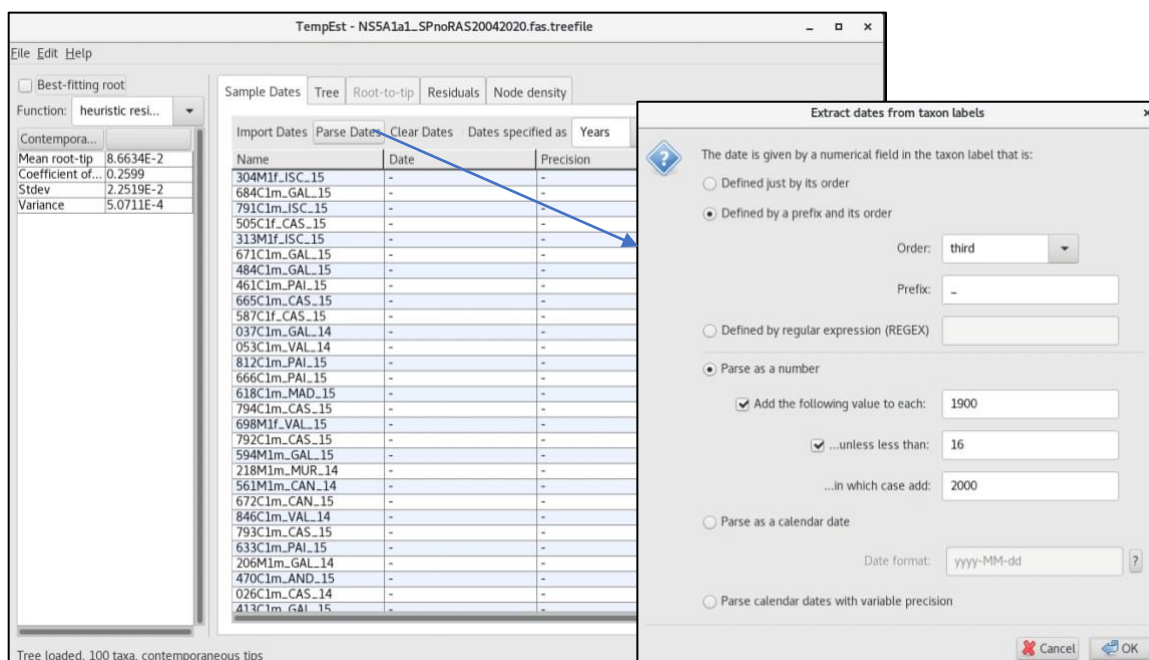 TempEst - NS5A1a1_SPnoRAS20042020.fas.treefile
File Edit Help
Best-fitting root
Function: heuristic resi...
Contempora...
Mean root-tip 8.6634E-2
Coefficient of... 0.2599
Stdev 2.2519E-2
Variance 5.0711E-4
Sample Dates Tree Root-to-tip Residuals Node density
Import Dates Parse Dates Clear Dates Dates specified as Years
Name Date Precision
304M1f_ISC_15 - -
684C1m_GAL_15 - -
791C1m_ISC_15 - -
505C1f_CAS_15 - -
313M1f_ISC_15 - -
671C1m_GAL_15 - -
484C1m_GAL_15 - -
461C1m_PAI_15 - -
665C1m_CAS_15 - -
587C1f_CAS_15 - -
037C1m_GAL_14 - -
053C1m_VAL_14 - -
812C1m_PAI_15 - -
666C1m_PAI_15 - -
618C1m_MAD_15 - -
794C1m_CAS_15 - -
698M1f_VAL_15 - -
792C1m_CAS_15 - -
594M1m_GAL_15 - -
218M1m_MUR_14 - -
561M1m_CAN_14 - -
672C1m_CAN_15 - -
846C1m_VAL_14 - -
793C1m_CAS_15 - -
633C1m_PAI_15 - -
206M1m_GAL_14 - -
470C1m_AND_15 - -
026C1m_CAS_14 - -
413C1m_GAL_15 - -
Tree loaded, 100 taxa, contemporaneous tips
Extract dates from taxon labels
The date is given by a numerical field in the taxon label that is:
Defined just by its order
Defined by a prefix and its order
Order: third
Prefix: _
Defined by regular expression (REGEX)
Parse as a number
Add the following value to each: 1900
...unless less than: 16
...in which case add: 2000
Parse as a calendar date
Date format: yyyy-MM-dd ?
Parse calendar dates with variable precision
Cancel OK